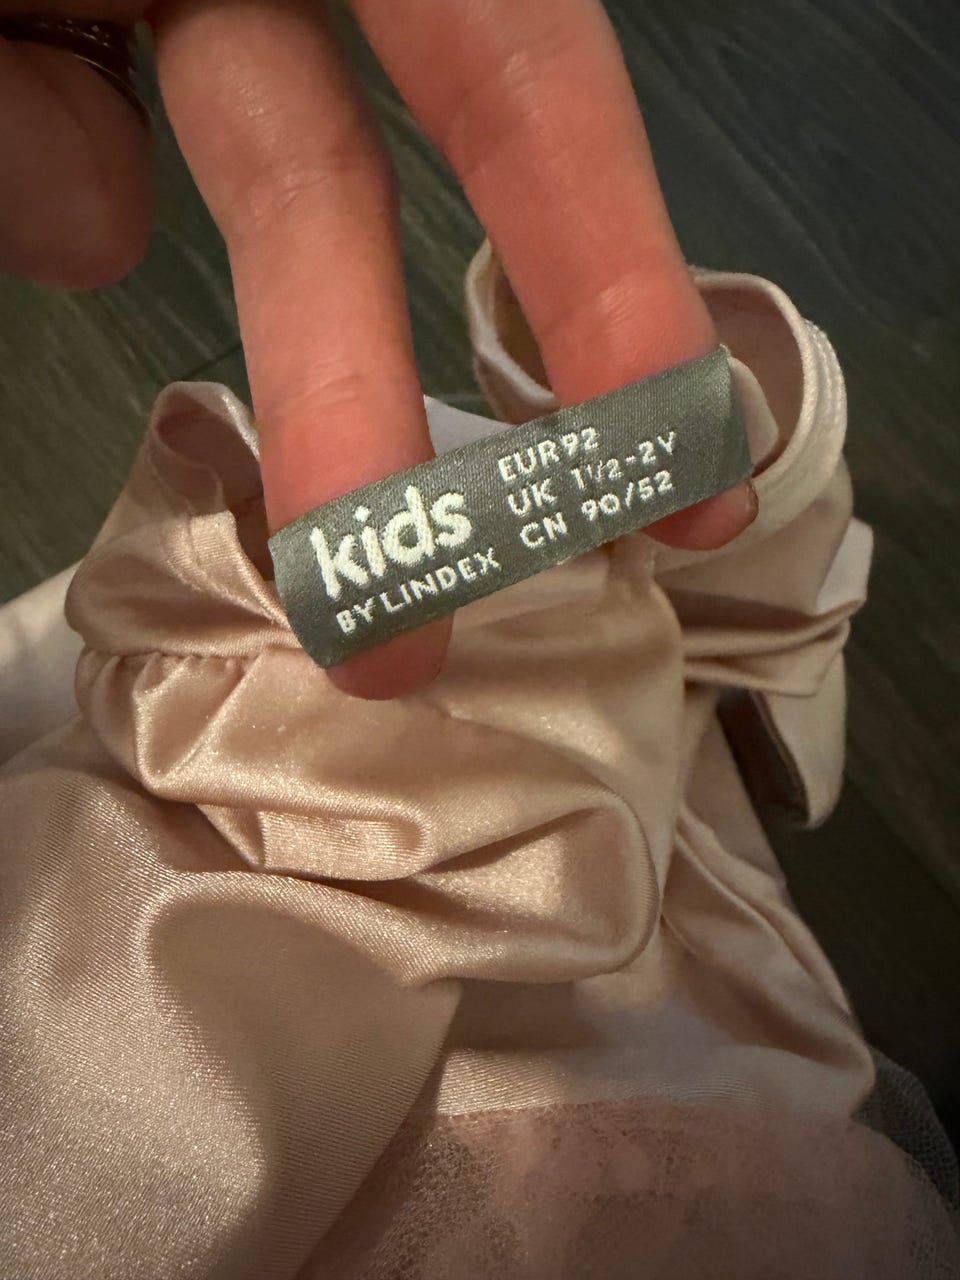 kids
BY LINDEX
EUR 92
UK 1½-2Y
CN 90/52